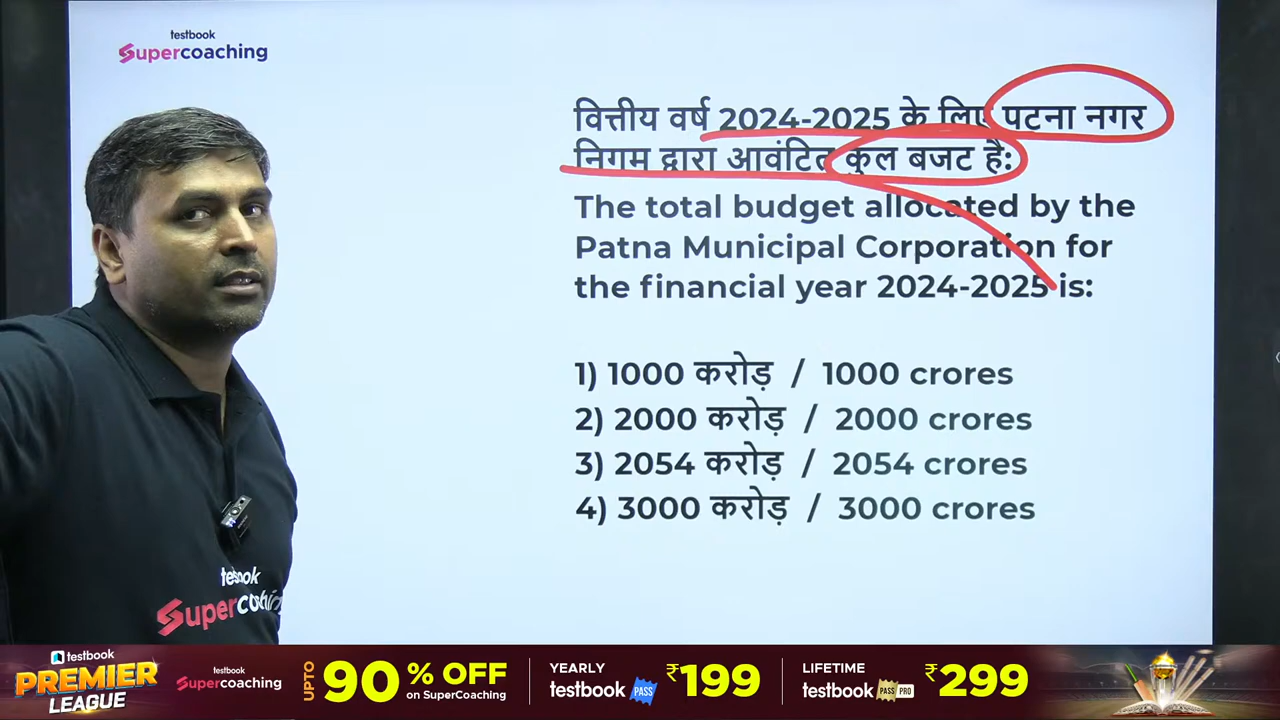 testbook
Supercoaching
वित्तीय वर्ष 2024-2025 के लिए पटना नगर
निगम द्वारा आवंटित कुल बजट है:
The total budget allocated by the
Patna Municipal Corporation for
the financial year 2024-2025 is:
1) 1000 करोड़ / 1000 crores
2) 2000 करोड़ / 2000 crores
3) 2054 करोड़ / 2054 crores
4) 3000 करोड़ / 3000 crores
testbook
Supercoaching
testbook
PREMIER
LEAGUE
testbook
Supercoaching
UPTO 90 % OFF
on SuperCoaching
YEARLY
testbook PASS
₹199
LIFETIME
testbook PASS PRO
₹299